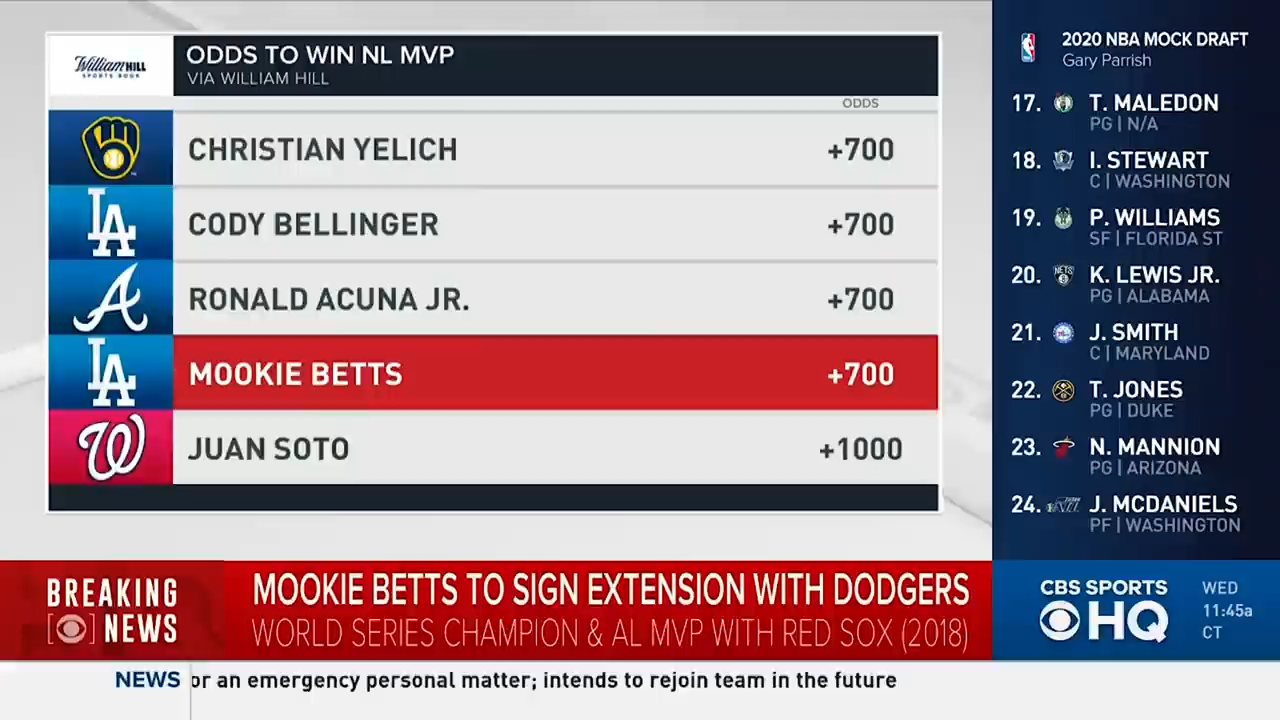 William HILL
SPORTS BOOK
ODDS TO WIN NL MVP
VIA WILLIAM HILL
ODDS
CHRISTIAN YELICH +700
LA CODY BELLINGER +700
A RONALD ACUNA JR. +700
LA MOOKIE BETTS +700
W JUAN SOTO +1000
2020 NBA MOCK DRAFT
Gary Parrish
17. T. MALEDON
PG | N/A
18. I. STEWART
C | WASHINGTON
19. P. WILLIAMS
SF | FLORIDA ST
20. NETS K. LEWIS JR.
PG | ALABAMA
21. J. SMITH
C | MARYLAND
22. T. JONES
PG | DUKE
23. N. MANNION
PG | ARIZONA
24. J. MCDANIELS
PF | WASHINGTON
BREAKING
NEWS
MOOKIE BETTS TO SIGN EXTENSION WITH DODGERS
WORLD SERIES CHAMPION & AL MVP WITH RED SOX (2018)
CBS SPORTS
HQ
WED
11:45a
CT
NEWS or an emergency personal matter; intends to rejoin team in the future